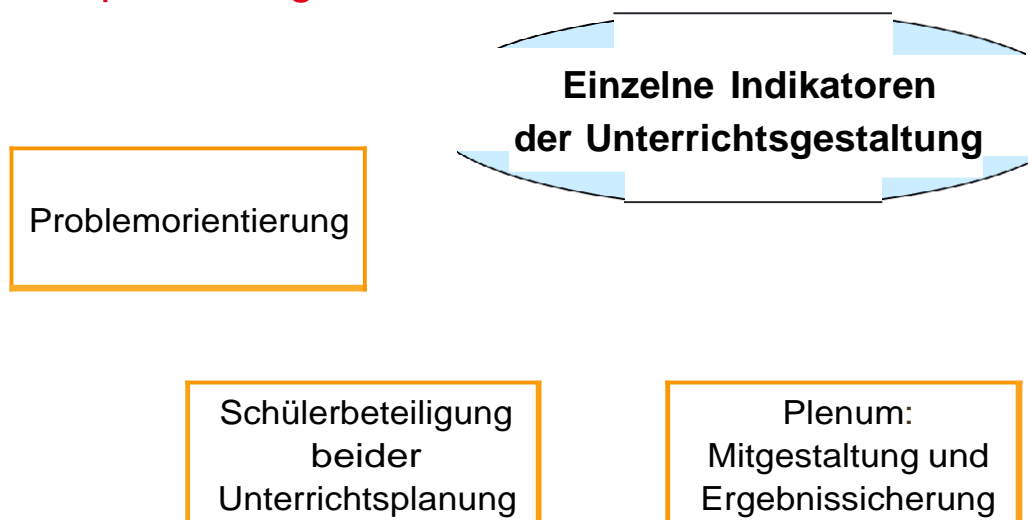 Einzelne Indikatoren
der Unterrichtsgestaltung
Problemorientierung
Schülerbeteiligung
beider
Unterrichtsplanung
Plenum:
Mitgestaltung und
Ergebnissicherung